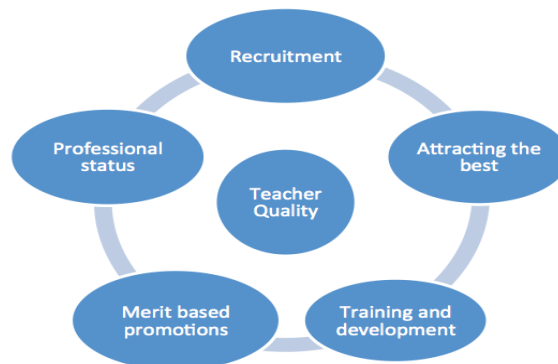 Recruitment
Attracting the
best
Training and
development
Merit based
promotions
Professional
status
Teacher
Quality